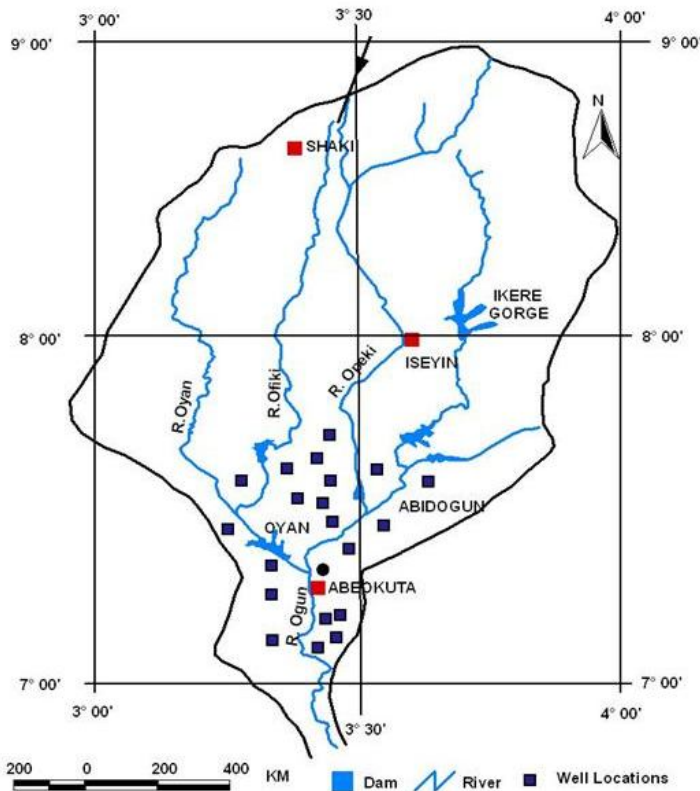 3° 00'
3° 30
4° 00'
9° 00'
9° 00'
N
SHAKI
IKERE
GORGE
8° 00'
8° 00'
ISEYIN
R. Opeki
R.Ofiki
R.Oyan
ABIDOGUN
OYAN
ABEOKUTA
R. Ogun
7° 00'
7° 00'
3° 00'
3° 30'
4° 00'
200 0 200 400 KM
Dam River Well Locations